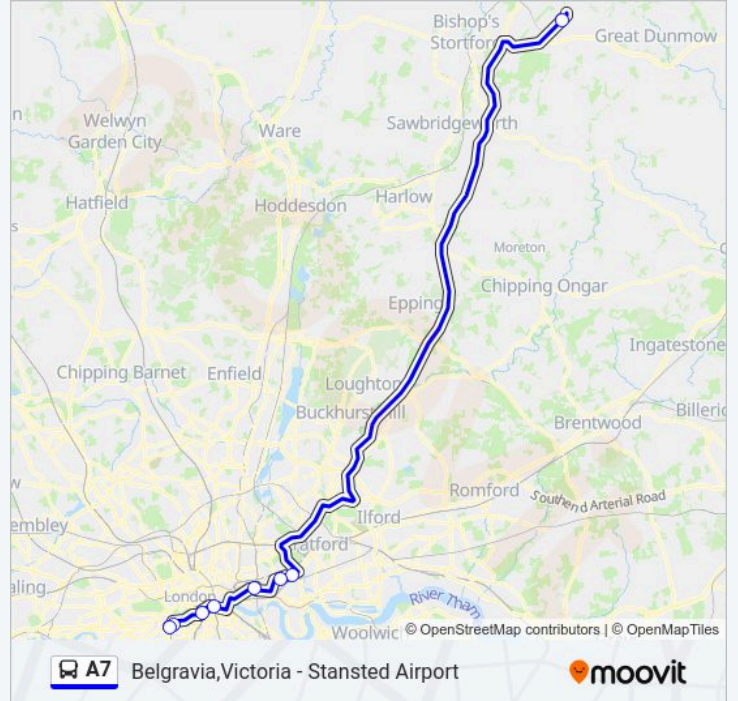 Bishop's
Stortford
Great Dunmow
Welwyn
Garden City
Ware
Sawbridgeworth
Hatfield
Hoddesdon
Harlow
Moreton
Epping
Chipping Ongar
Ingatestone
Chipping Barnet
Enfield
Loughton
Buckhurst Hill
Brentwood
Billeric
Romford
Southend Arterial Road
embley
Ilford
ratford
aling
London
River Tham
Woolwic
© OpenStreetMap contributors | © OpenMapTiles
A7 Belgravia,Victoria - Stansted Airport
moovit